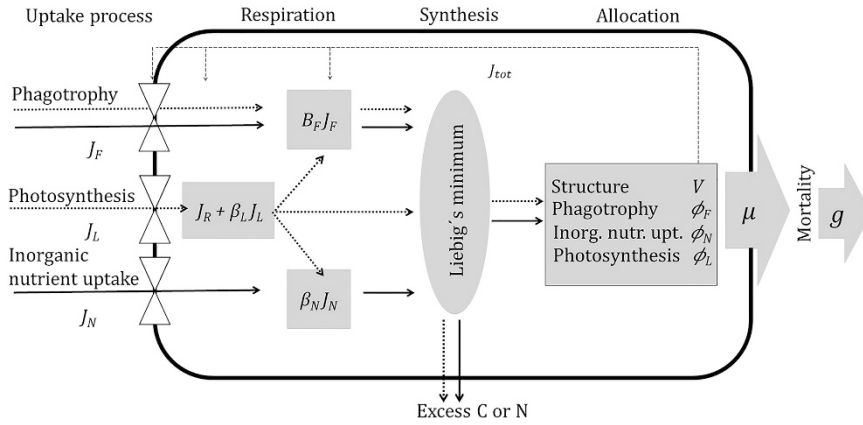 Uptake process Respiration Synthesis Allocation
J_tot
Phagotrophy
B_F J_F
J_F
Photosynthesis
J_R + β_L J_L
J_L
Inorganic
nutrient uptake
β_N J_N
J_N
Liebig´s minimum
Structure V
Phagotrophy ϕ_F
Inorg. nutr. upt. ϕ_N
Photosynthesis ϕ_L
μ
Mortality
g
Excess C or N